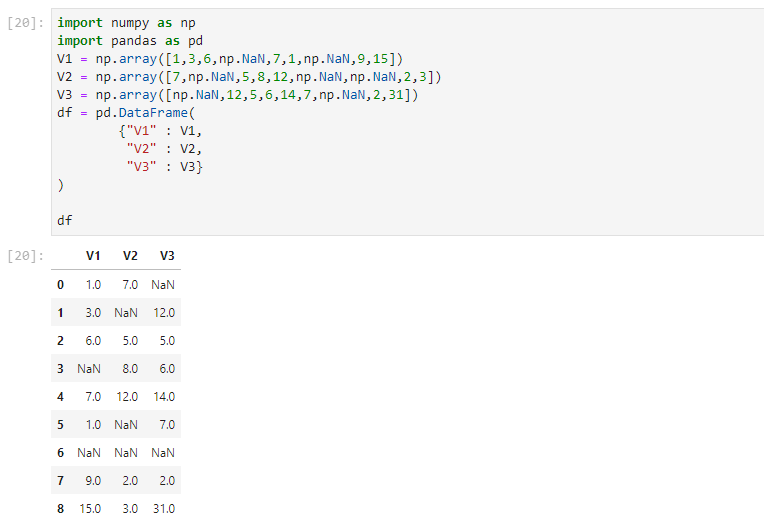 [20]: import numpy as np
import pandas as pd
V1 = np.array([1,3,6,np.NaN,7,1,np.NaN,9,15])
V2 = np.array([7,np.NaN,5,8,12,np.NaN,np.NaN,2,3])
V3 = np.array([np.NaN,12,5,6,14,7,np.NaN,2,31])
df = pd.DataFrame(
{"V1" : V1,
"V2" : V2,
"V3" : V3}
)
df
[20]: V1 V2 V3
0 1.0 7.0 NaN
1 3.0 NaN 12.0
2 6.0 5.0 5.0
3 NaN 8.0 6.0
4 7.0 12.0 14.0
5 1.0 NaN 7.0
6 NaN NaN NaN
7 9.0 2.0 2.0
8 15.0 3.0 31.0